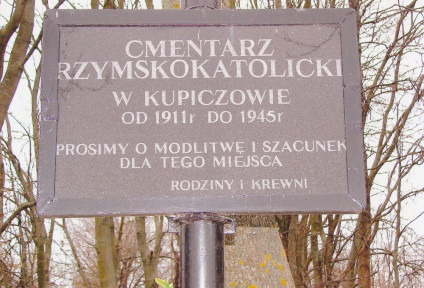 CMENTARZ
RZYMSKOKATOLICKI
W KUPICZOWIE
OD 1911r DO 1945r
PROSIMY O MODLITWĘ I SZACUNEK
DLA TEGO MIEJSCA
RODZINY I KREWNI